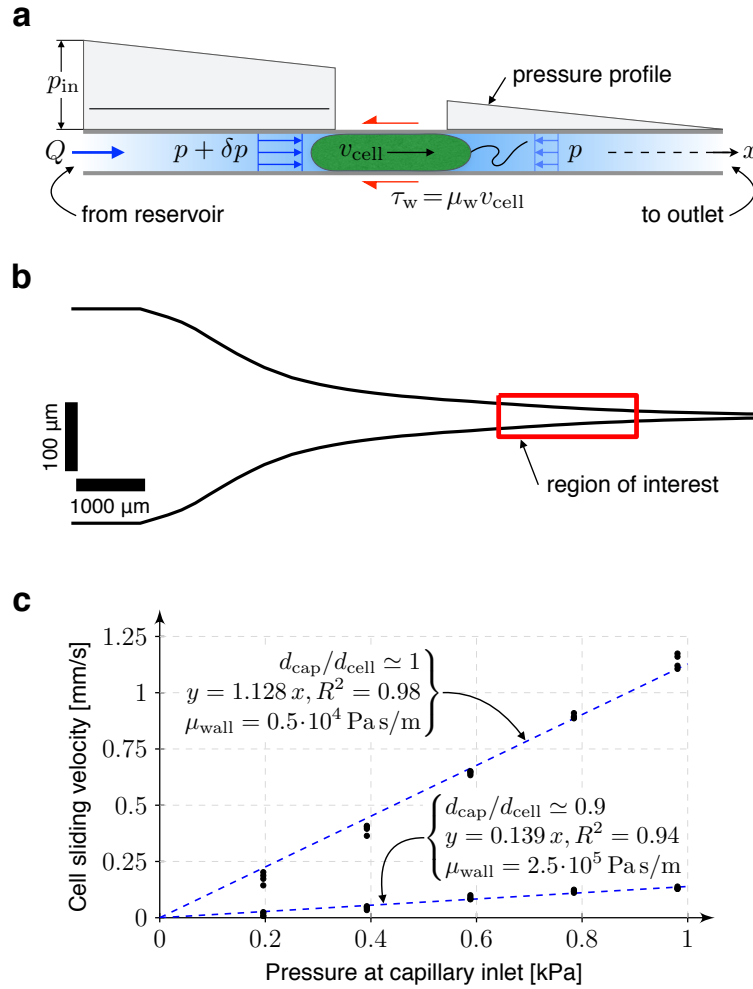 a
p_in
pressure profile
Q
p + δp
v_cell
p
x
from reservoir
τ_w = μ_w v_cell
to outlet
b
100 µm
1000 µm
region of interest
c
Cell sliding velocity [mm/s]
1.25
1
0.75
0.5
0.25
0
d_cap/d_cell ≃ 1
y = 1.128 x, R² = 0.98
μ_wall = 0.5·10⁴ Pa s/m
d_cap/d_cell ≃ 0.9
y = 0.139 x, R² = 0.94
μ_wall = 2.5·10⁵ Pa s/m
0 0.2 0.4 0.6 0.8 1
Pressure at capillary inlet [kPa]